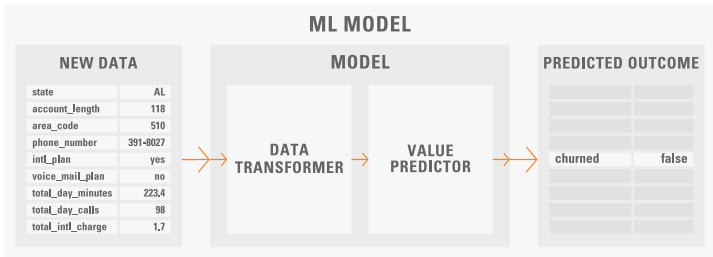 ML MODEL
NEW DATA
state AL
account_length 118
area_code 510
phone_number 391-8027
intl_plan yes
voice_mail_plan no
total_day_minutes 223.4
total_day_calls 98
total_intl_charge 1.7
MODEL
DATA
TRANSFORMER
VALUE
PREDICTOR
PREDICTED OUTCOME
churned false